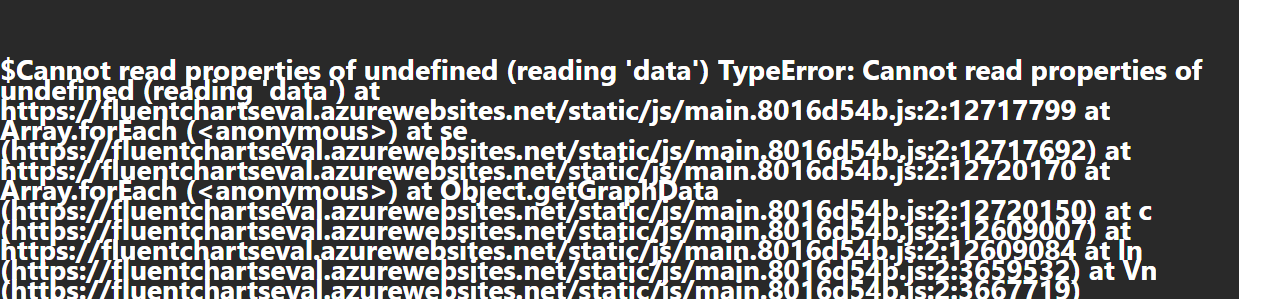 $Cannot read properties of undefined (reading 'data') TypeError: Cannot read properties of
undefined (reading 'data') at
https://fluentchartseval.azurewebsites.net/static/js/main.8016d54b.js:2:12717799 at
Array.forEach (<anonymous>) at se
(https://fluentchartseval.azurewebsites.net/static/js/main.8016d54b.js:2:12717692) at
https://fluentchartseval.azurewebsites.net/static/js/main.8016d54b.js:2:12720170 at
Array.forEach (<anonymous>) at Object.getGraphData
(https://fluentchartseval.azurewebsites.net/static/js/main.8016d54b.js:2:12720150) at c
(https://fluentchartseval.azurewebsites.net/static/js/main.8016d54b.js:2:12609007) at
https://fluentchartseval.azurewebsites.net/static/js/main.8016d54b.js:2:12609084 at ln
(https://fluentchartseval.azurewebsites.net/static/js/main.8016d54b.js:2:3659532) at Vn
(https://fluentchartseval.azurewebsites.net/static/js/main.8016d54b.js:2:3667719)